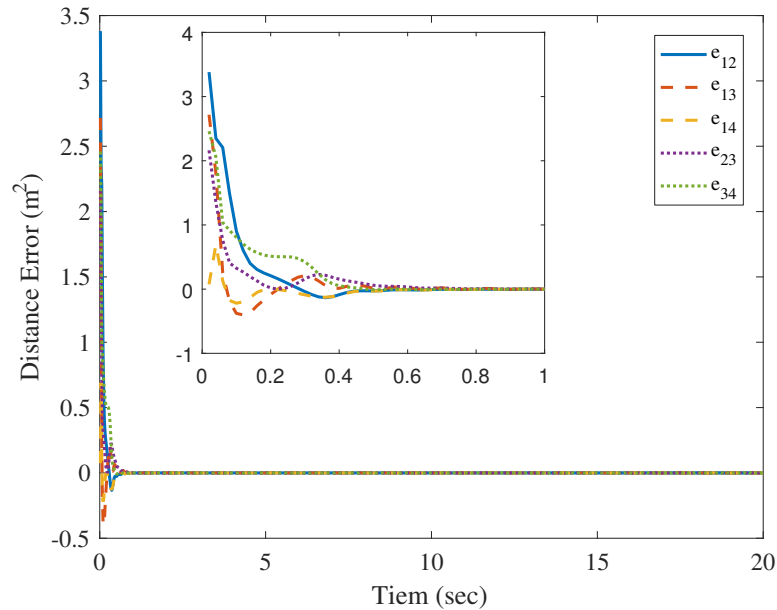 3.5
3
2.5
2
1.5
1
0.5
0
-0.5
Distance Error (m²)
4
3
2
1
0
-1
0 0.2 0.4 0.6 0.8 1
e₁₂
e₁₃
e₁₄
e₂₃
e₃₄
0 5 10 15 20
Tiem (sec)